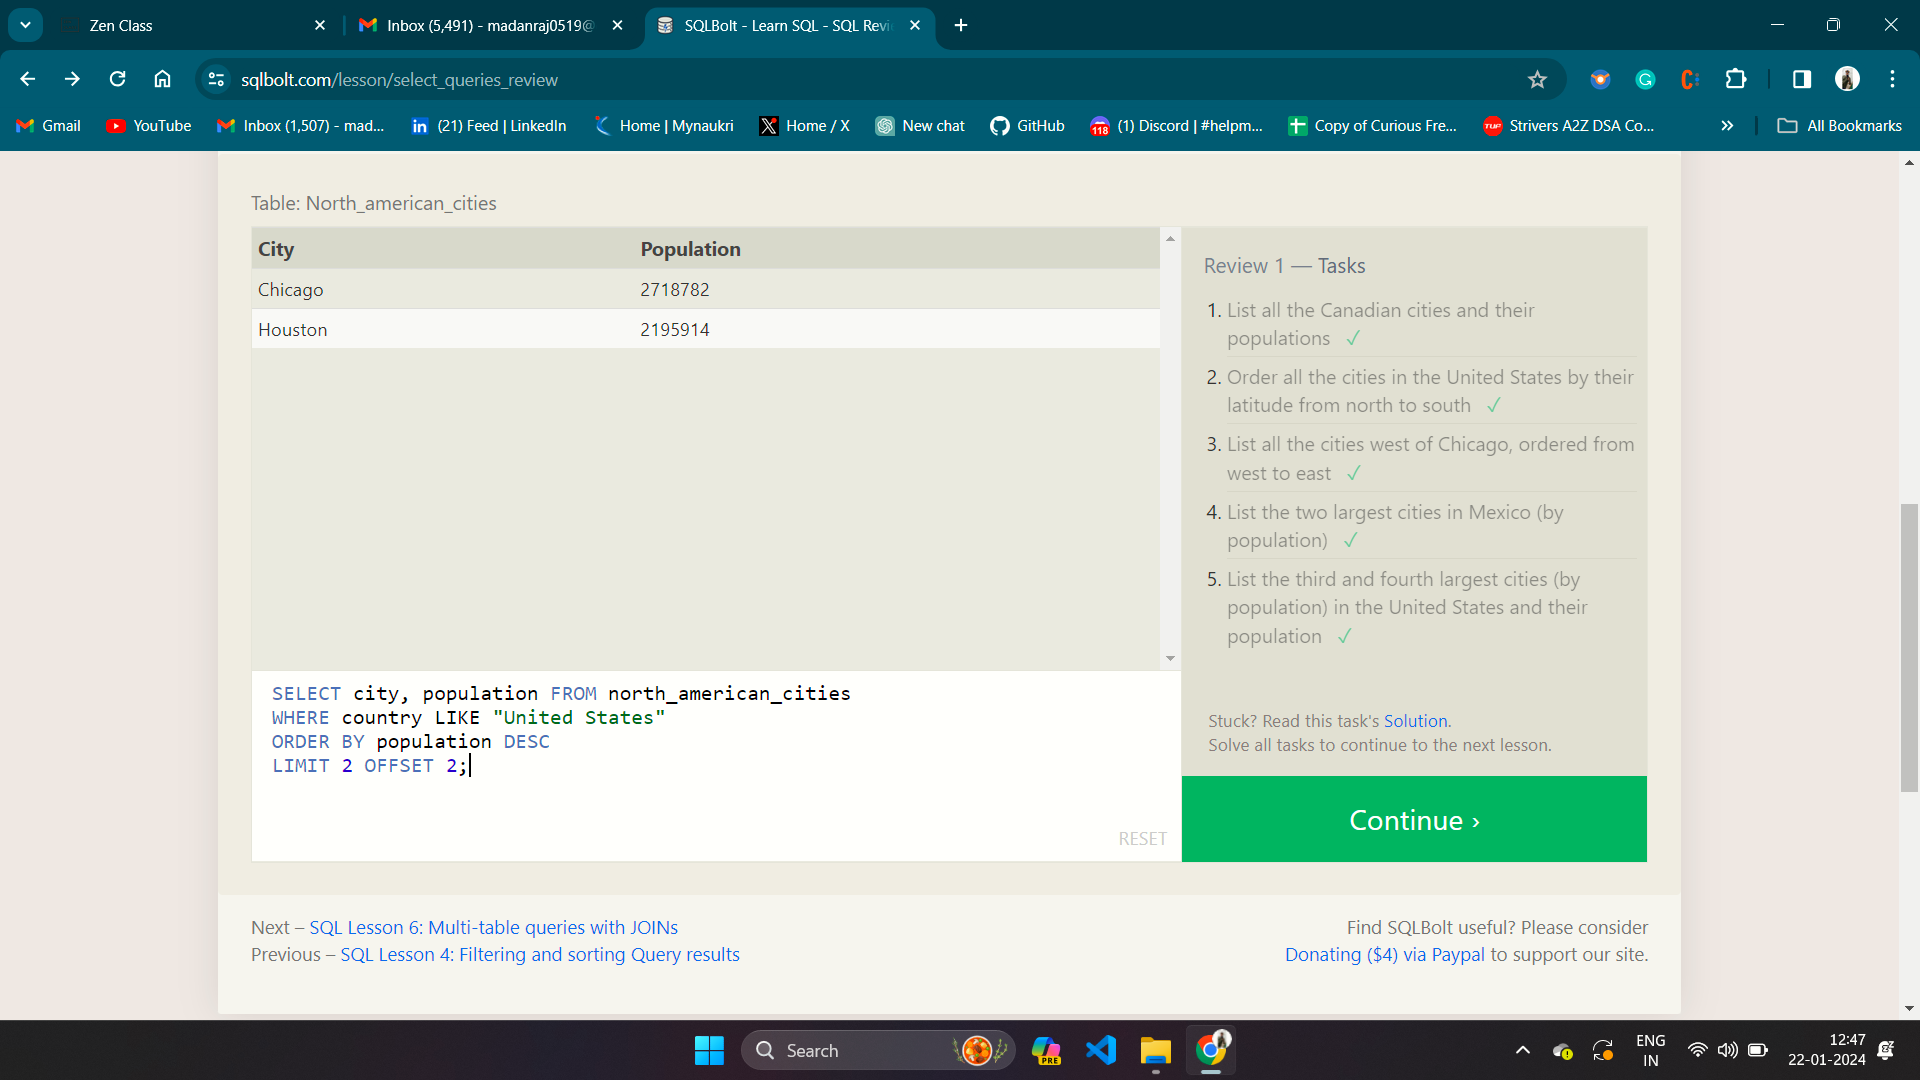 Zen Class
Inbox (5,491) - madanraj0519@
SQLBolt - Learn SQL - SQL Revie
sqlbolt.com/lesson/select_queries_review
Gmail
YouTube
Inbox (1,507) - mad...
(21) Feed | LinkedIn
Home | Mynaukri
Home / X
New chat
GitHub
118
(1) Discord | #helpm...
Copy of Curious Fre...
TUF
Strivers A2Z DSA Co...
All Bookmarks
Table: North_american_cities
City Population
Chicago 2718782
Houston 2195914
Review 1 — Tasks
1. List all the Canadian cities and their
populations ✓
2. Order all the cities in the United States by their
latitude from north to south ✓
3. List all the cities west of Chicago, ordered from
west to east ✓
4. List the two largest cities in Mexico (by
population) ✓
5. List the third and fourth largest cities (by
population) in the United States and their
population ✓
Stuck? Read this task's Solution.
Solve all tasks to continue to the next lesson.
Continue ›
SELECT city, population FROM north_american_cities
WHERE country LIKE "United States"
ORDER BY population DESC
LIMIT 2 OFFSET 2;
RESET
Next – SQL Lesson 6: Multi-table queries with JOINs
Previous – SQL Lesson 4: Filtering and sorting Query results
Find SQLBolt useful? Please consider
Donating ($4) via Paypal to support our site.
Search
PRE
ENG
IN
12:47
22-01-2024